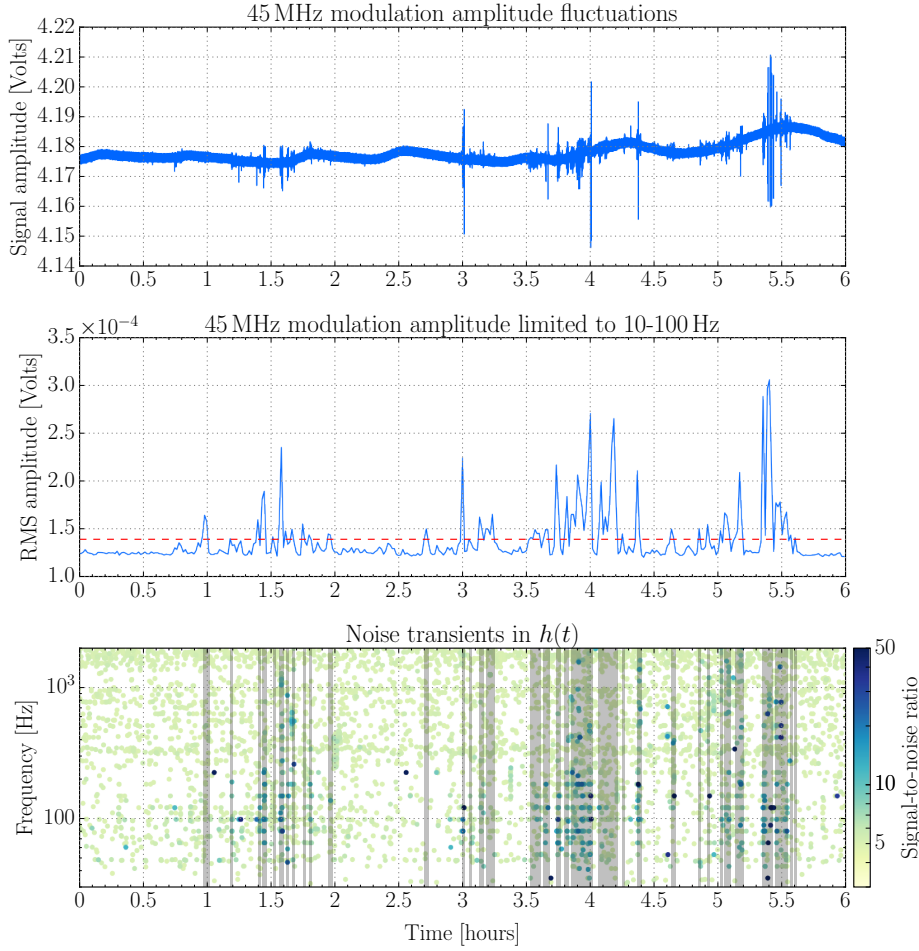 45 MHz modulation amplitude fluctuations
Signal amplitude [Volts]
4.22
4.21
4.20
4.19
4.18
4.17
4.16
4.15
4.14
0 0.5 1 1.5 2 2.5 3 3.5 4 4.5 5 5.5 6
45 MHz modulation amplitude limited to 10-100 Hz
×10⁻⁴
RMS amplitude [Volts]
3.5
3.0
2.5
2.0
1.5
1.0
0 0.5 1 1.5 2 2.5 3 3.5 4 4.5 5 5.5 6
Noise transients in h(t)
Frequency [Hz]
10³
100
0 0.5 1 1.5 2 2.5 3 3.5 4 4.5 5 5.5 6
Time [hours]
50
10
5
Signal-to-noise ratio